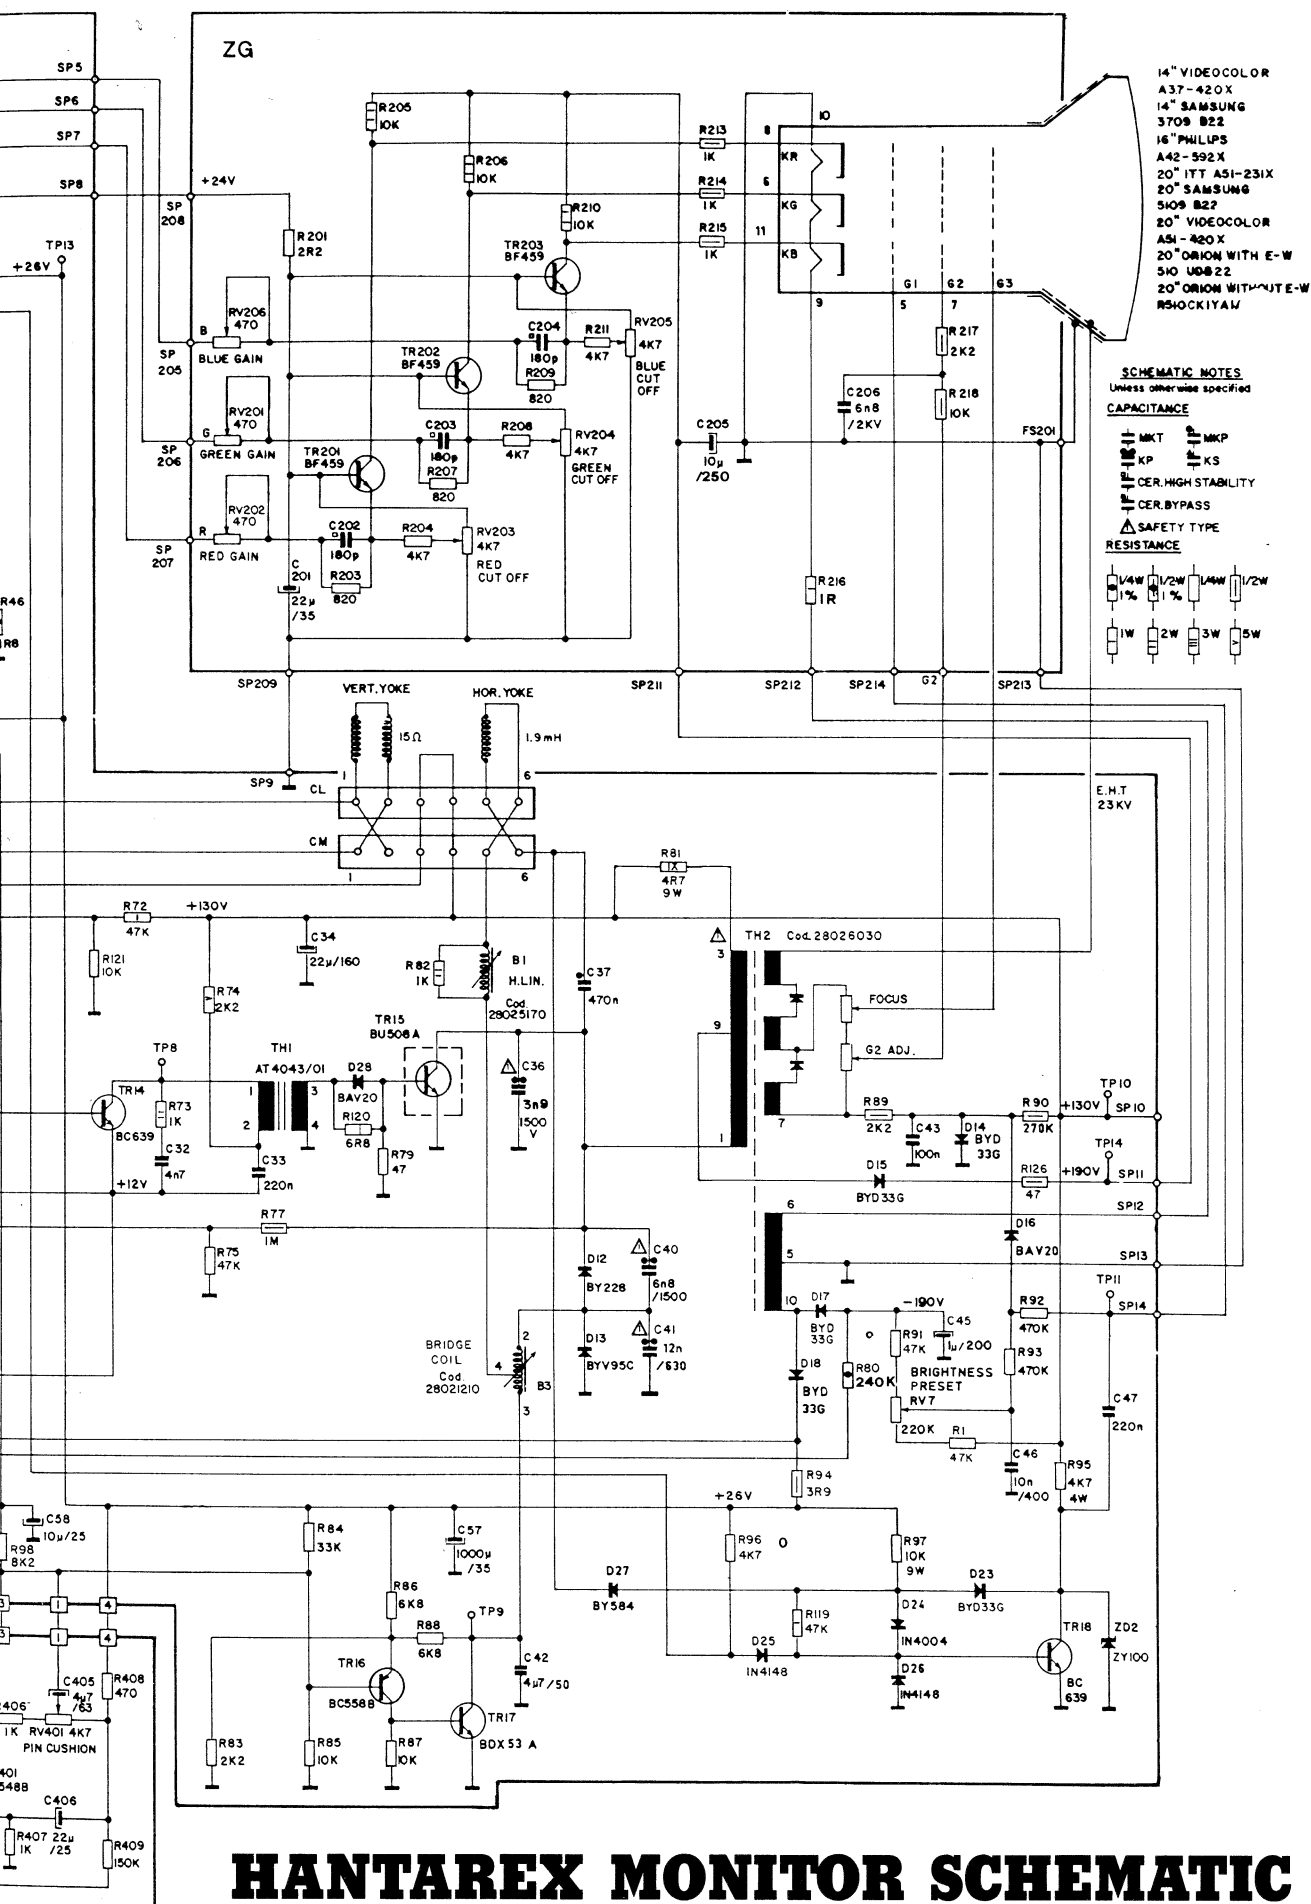 ZG
SP5
SP6
SP7
SP8
+24V
SP
208
TP13
+26V
R201
2R2
R205
10K
R206
10K
R210
10K
TR203
BF459
R213
1K
R214
1K
R215
1K
8
6
11
10
KR
KG
KB
9
G1
G2
G3
5
7
14" VIDEOCOLOR
A37-420X
14" SAMSUNG
3709 B22
16" PHILIPS
A42-592X
20" ITT A51-231X
20" SAMSUNG
5109 B22
20" VIDEOCOLOR
A51-420X
20" ORION WITH E-W
510 UDB22
20" ORION WITHOUT E-W
RV206
470
B
SP
205
BLUE GAIN
TR202
BF459
C204
180p
R209
820
R211
4K7
RV205
4K7
BLUE
CUT
OFF
R217
2K2
R218
10K
C206
6n8
/2KV
SCHEMATIC NOTES
Unless otherwise specified
CAPACITANCE
MKT
MKP
KP
KS
CER.HIGH STABILITY
CER.BYPASS
SAFETY TYPE
RESISTANCE
1/4W
1%
1/2W
1%
1/4W
1/2W
1W
2W
3W
5W
RV201
470
G
SP
206
GREEN GAIN
TR201
BF459
C203
180p
R207
820
R208
4K7
RV204
4K7
GREEN
CUT OFF
C205
10µ
/250
FS201
RV202
470
R
SP
207
RED GAIN
C202
180p
R203
820
R204
4K7
RV203
4K7
RED
CUT OFF
C
201
22µ
/35
R216
1R
R46
1R8
SP209
SP211
SP212
SP214
G2
SP213
VERT.YOKE
HOR.YOKE
15Ω
1.9mH
SP9
CL
1
6
CM
1
6
E.H.T
23KV
R81
4R7
9W
R72
47K
+130V
R121
10K
C34
22µ/160
R74
2K2
R82
1K
B1
H.LIN.
Cod.
28025170
C37
470n
TH2 Cod.28026030
3
9
1
7
FOCUS
G2 ADJ.
TR15
BU508A
TP8
TH1
AT4043/01
1
2
3
4
D28
BAV20
R120
6R8
R79
47
C36
3n9
1500
V
TR14
BC639
R73
1K
C32
4n7
C33
220n
+12V
R89
2K2
C43
100n
D14
BYD
33G
R90
270K
+130V
TP10
SP10
TP14
D15
BYD33G
R126
47
+190V
SP11
SP12
SP13
SP14
6
5
10
R77
1M
R75
47K
D12
BY228
C40
6n8
/1500
D13
BYV95C
C41
12n
/630
BRIDGE
COIL
Cod.
28021210
2
4
3
B3
D16
BAV20
TP11
R92
470K
R93
470K
D17
BYD
33G
-190V
C45
1µ/200
R91
47K
D18
BYD
33G
R80
240K
BRIGHTNESS
PRESET
RV7
220K
R1
47K
C46
10n
/400
R95
4K7
4W
C47
220n
R94
3R9
+26V
C58
10µ/25
R98
8K2
R84
33K
C57
1000µ
/35
R96
4K7
R97
10K
9W
R86
6K8
R88
6K8
TP9
D27
BY584
D23
BYD33G
R119
47K
D24
1N4004
D25
1N4148
D26
1N4148
TR18
BC
639
ZD2
ZY100
3
1
4
3
1
4
C405
4µ7
/63
R408
470
1K
RV401 4K7
PIN CUSHION
TR16
BC558B
TR17
BDX53A
C42
4µ7/50
R83
2K2
R85
10K
R87
10K
C406
22µ
/25
R407
1K
R409
150K
HANTAREX MONITOR SCHEMATIC